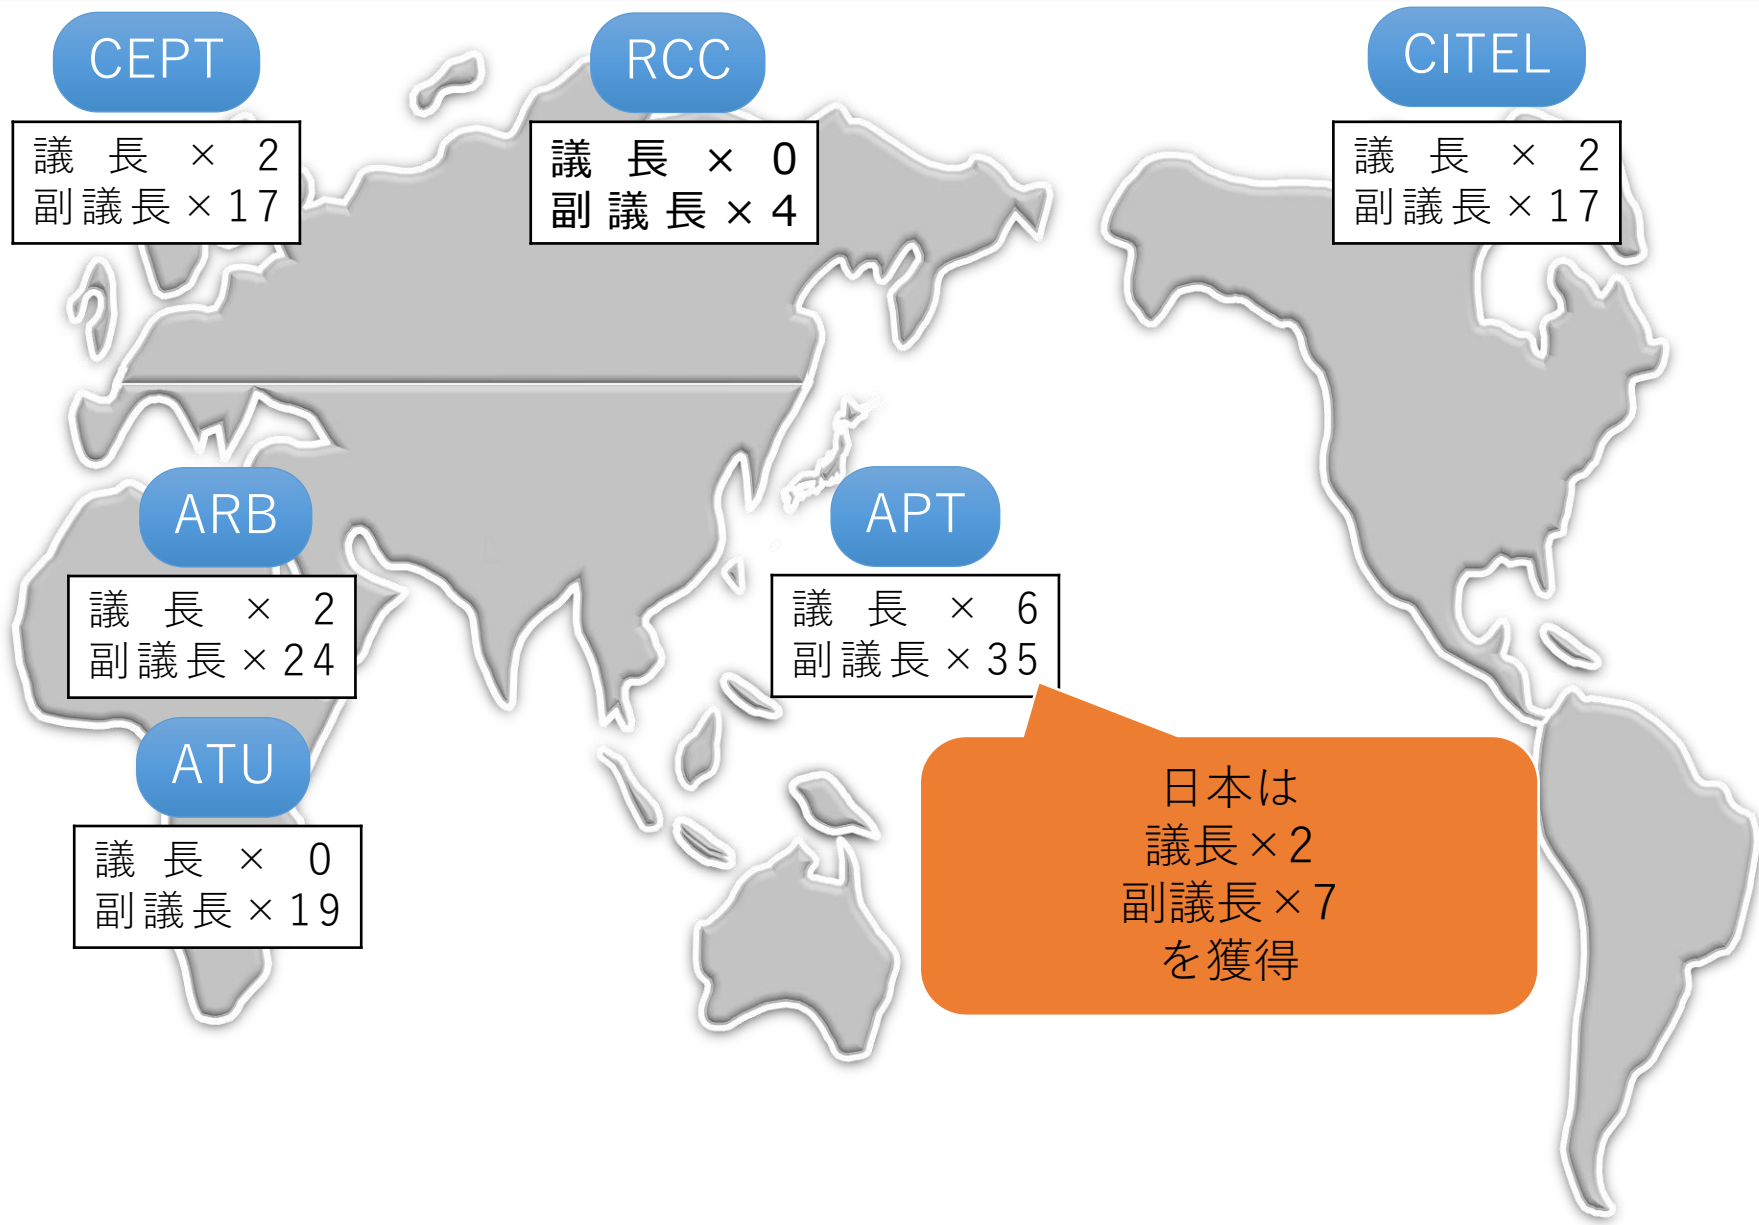 CEPT
議 長 × 2
副議長×17
RCC
議 長 × 0
副議長×4
CITEL
議 長 × 2
副議長×17
ARB
議 長 × 2
副議長×24
APT
議 長 × 6
副議長×35
ATU
議 長 × 0
副議長×19
日本は
議長×2
副議長×7
を獲得